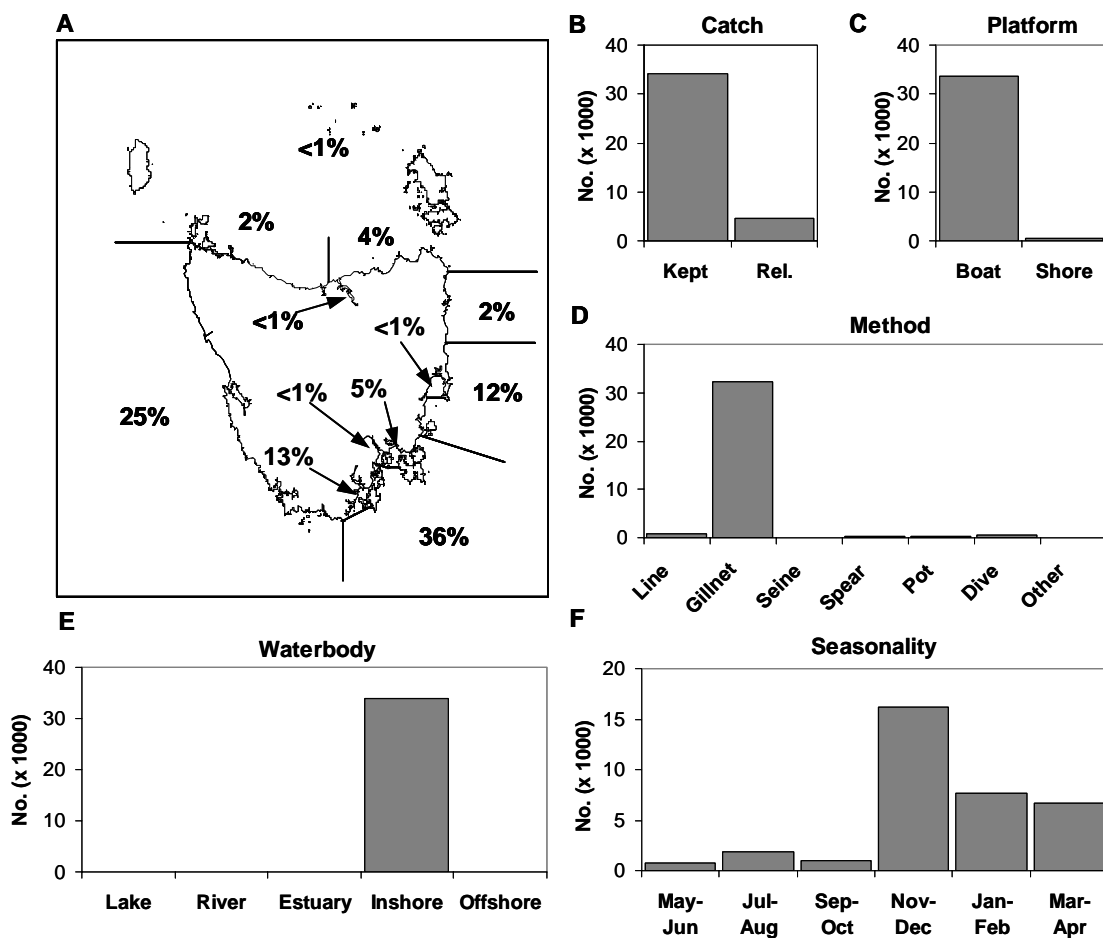 A
<1%
2%
4%
<1%
2%
<1%
12%
<1%
5%
25%
13%
36%
B
Catch
No. (x 1000)
40
30
20
10
0
Kept Rel.
C
Platform
No. (x 1000)
40
30
20
10
0
Boat Shore
D
Method
No. (x 1000)
40
30
20
10
0
Line Gillnet Seine Spear Pot Dive Other
E
Waterbody
No. (x 1000)
40
30
20
10
0
Lake River Estuary Inshore Offshore
F
Seasonality
No. (x 1000)
20
15
10
5
0
May- Jul- Sep- Nov- Jan- Mar-
Jun Aug Oct Dec Feb Apr